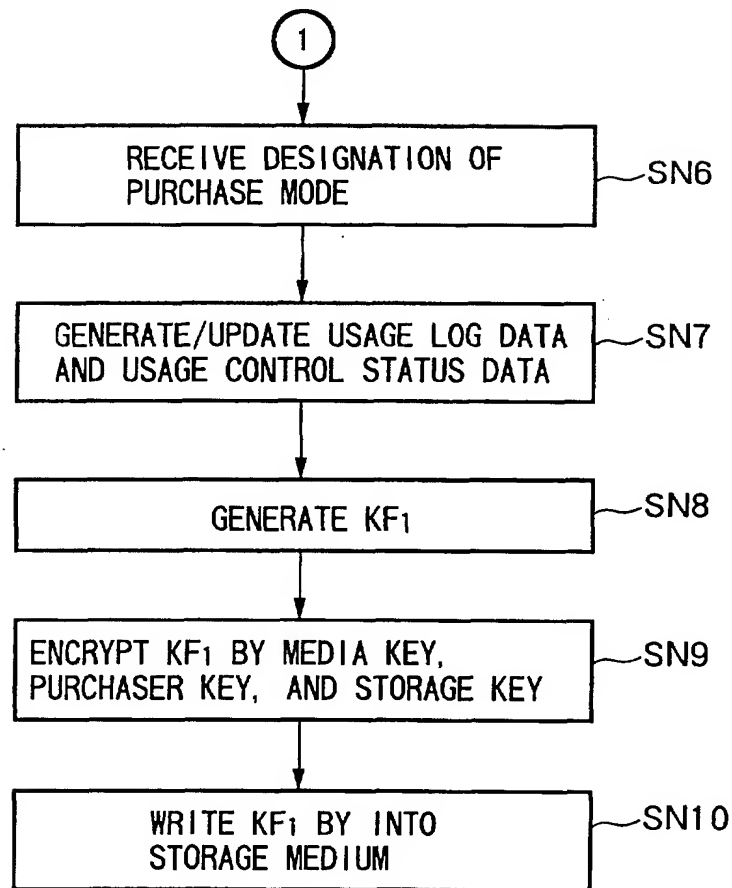 1
RECEIVE DESIGNATION OF
PURCHASE MODE
SN6
GENERATE/UPDATE USAGE LOG DATA
AND USAGE CONTROL STATUS DATA
SN7
GENERATE KF1
SN8
ENCRYPT KF1 BY MEDIA KEY,
PURCHASER KEY, AND STORAGE KEY
SN9
WRITE KF1 BY INTO
STORAGE MEDIUM
SN10